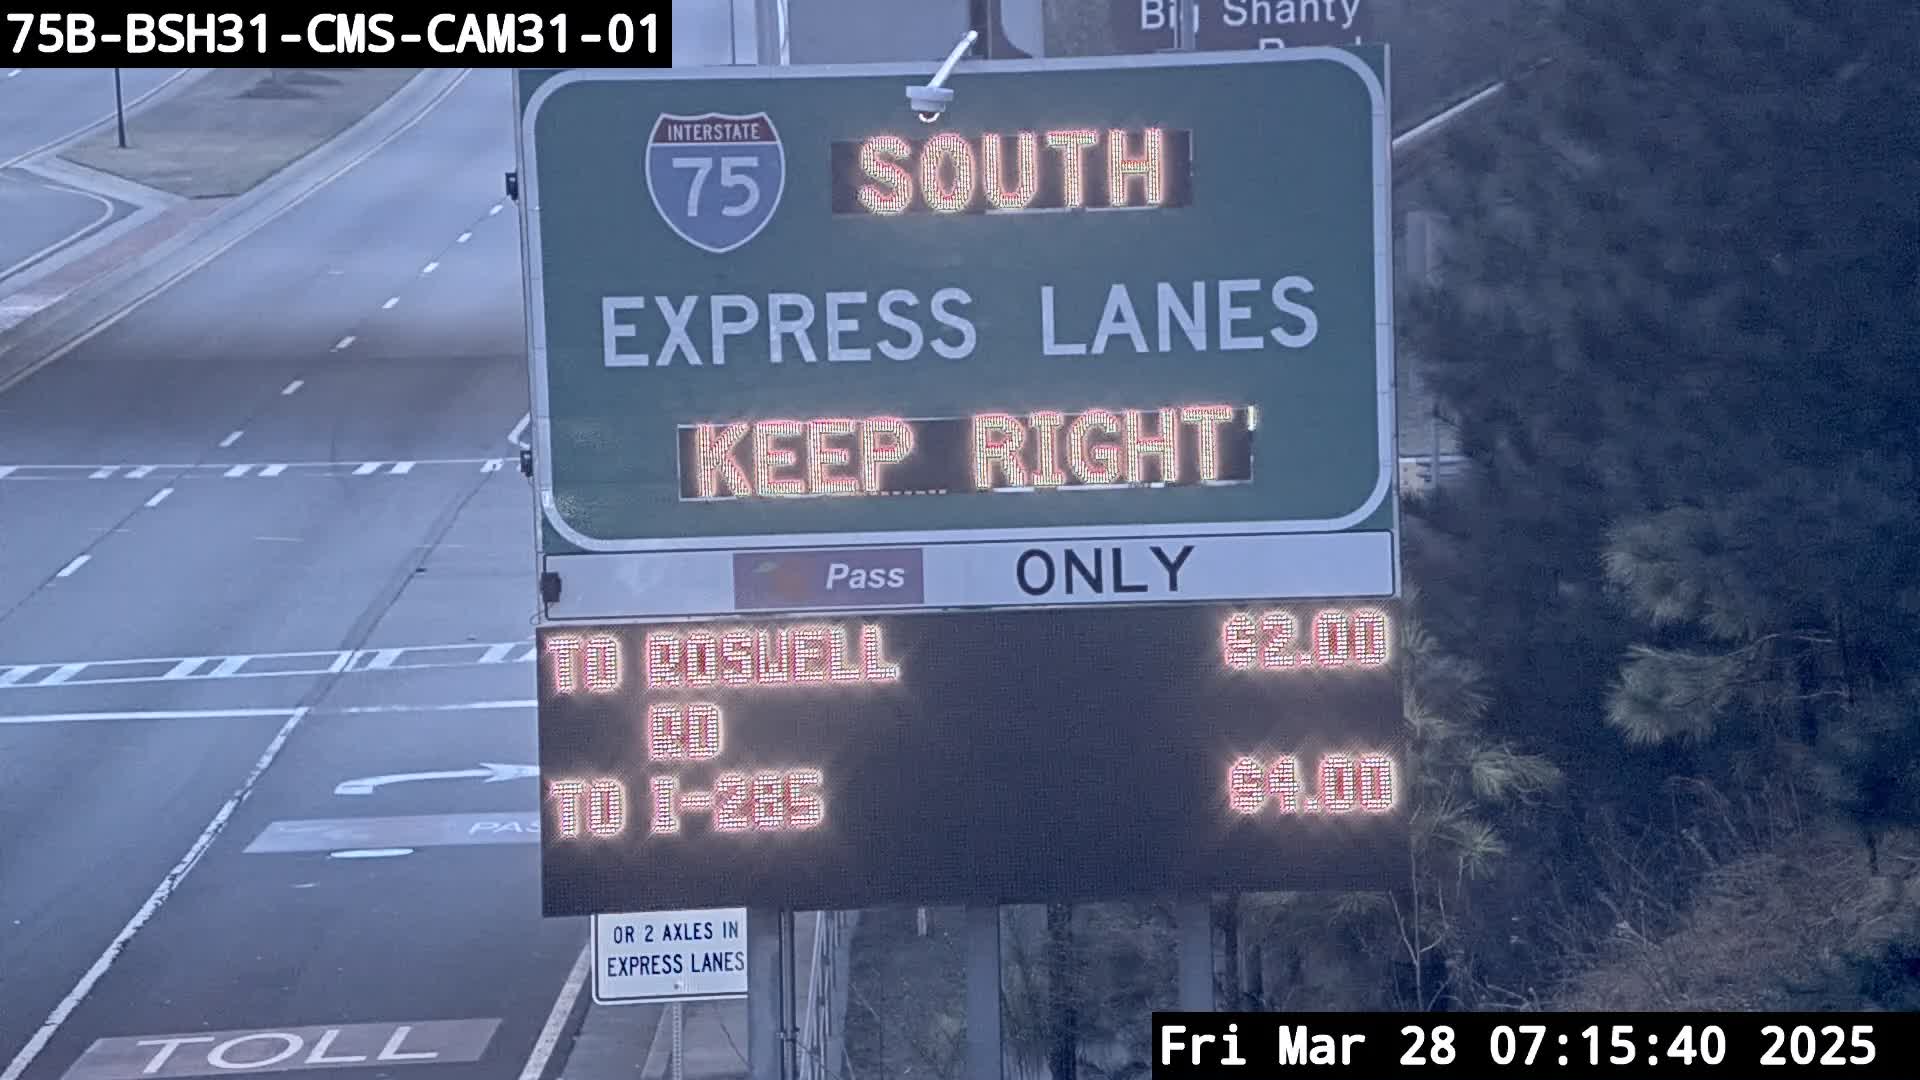 75B-BSH31-CMS-CAM31-01
Big Shanty
INTERSTATE
75
SOUTH
EXPRESS LANES
KEEP RIGHT
Pass ONLY
TO ROSWELL $2.00
RD
TO I-285 $4.00
OR 2 AXLES IN
EXPRESS LANES
TOLL
Fri Mar 28 07:15:40 2025